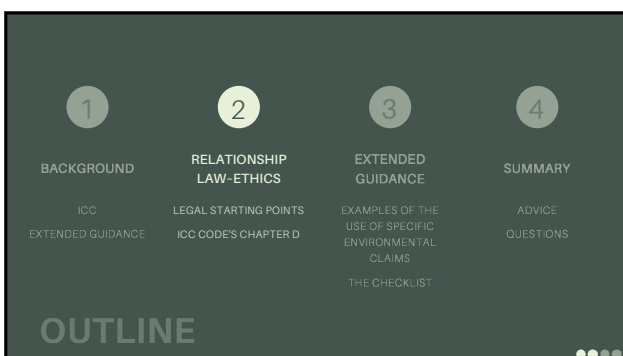 1
BACKGROUND
ICC
EXTENDED GUIDANCE
2
RELATIONSHIP
LAW-ETHICS
LEGAL STARTING POINTS
ICC CODE'S CHAPTER D
3
EXTENDED
GUIDANCE
EXAMPLES OF THE
USE OF SPECIFIC
ENVIRONMENTAL
CLAIMS
THE CHECKLIST
4
SUMMARY
ADVICE
QUESTIONS
OUTLINE